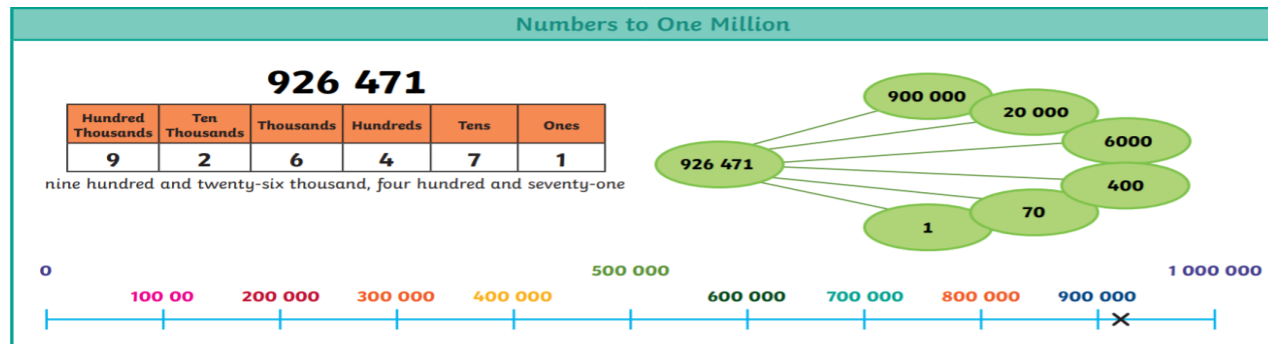 Numbers to One Million
926 471
Hundred Thousands Ten Thousands Thousands Hundreds Tens Ones
9 2 6 4 7 1
nine hundred and twenty-six thousand, four hundred and seventy-one
926 471
900 000
20 000
6000
400
70
1
0 500 000 1 000 000
100 00 200 000 300 000 400 000 600 000 700 000 800 000 900 000